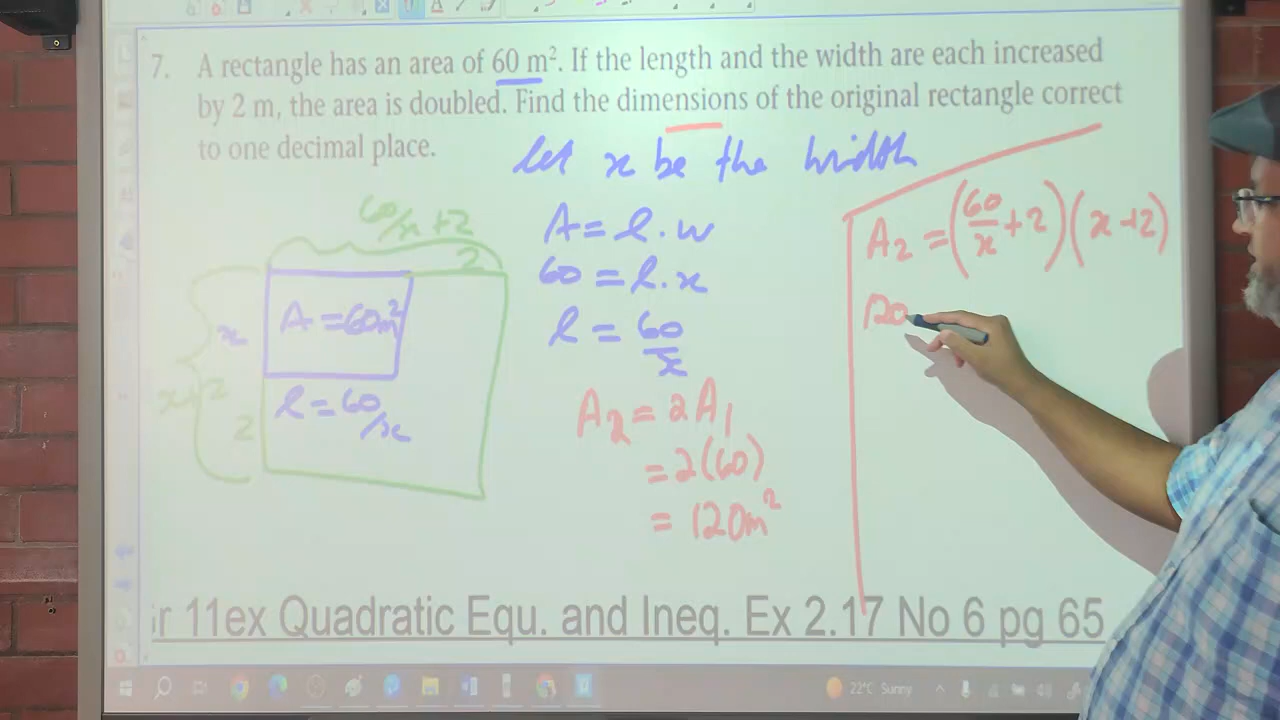 7. A rectangle has an area of 60 m². If the length and the width are each increased
by 2 m, the area is doubled. Find the dimensions of the original rectangle correct
to one decimal place.
let x be the width
60/x +2
2
x
x+2
2
A = 60m²
l = 60/x
A = l . w
60 = l . x
l = 60/x
A₂ = 2A₁
= 2(60)
= 120m²
A₂ = (60/x +2)(x +2)
120
ir 11ex Quadratic Equ. and Ineq. Ex 2.17 No 6 pg 65
22°C Sunny